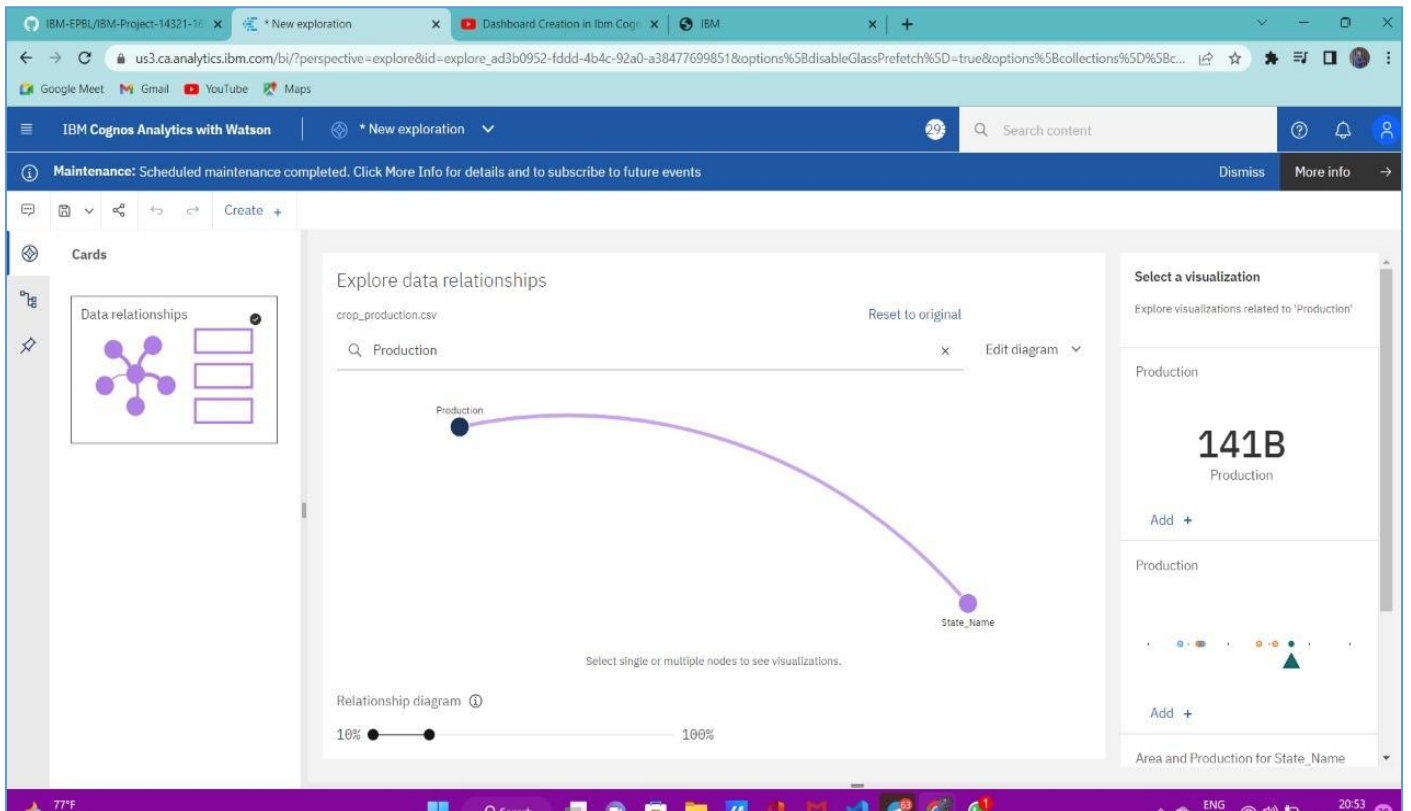 IBM-EPBL/IBM-Project-14321-16
* New exploration
Dashboard Creation in Ibm Cogn
IBM
us3.ca.analytics.ibm.com/bi/?perspective=explore&id=explore_ad3b0952-fddd-4b4c-92a0-a38477699851&options%5BdisableGlassPrefetch%5D=true&options%5Bcollections%5D%5Bc...
Google Meet Gmail YouTube Maps
IBM Cognos Analytics with Watson
* New exploration
Search content
Maintenance: Scheduled maintenance completed. Click More Info for details and to subscribe to future events
Dismiss
More info
Create +
Cards
Data relationships
Explore data relationships
crop_production.csv
Reset to original
Production
Edit diagram
Production
State_Name
Select single or multiple nodes to see visualizations.
Relationship diagram
10% 100%
Select a visualization
Explore visualizations related to 'Production'
Production
141B
Production
Add +
Production
Add +
Area and Production for State_Name
77°F
ENG
20:53